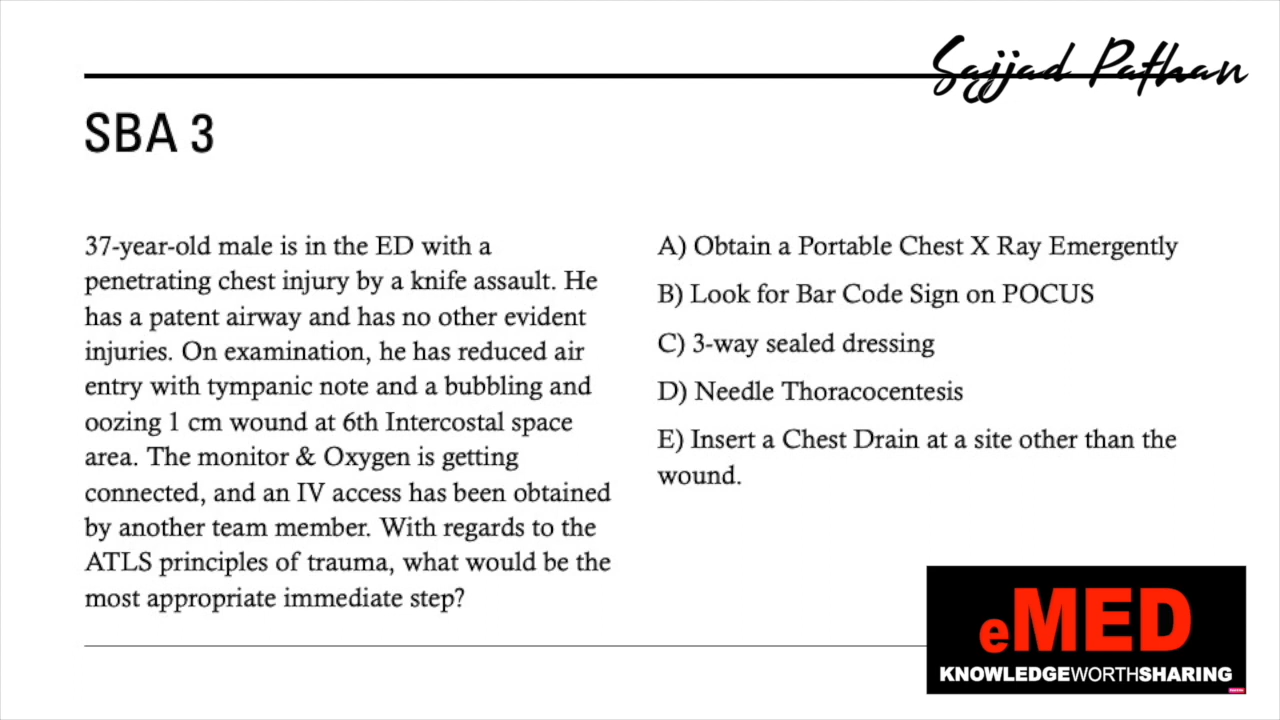 Sajjad Pathan
SBA 3
37-year-old male is in the ED with a
penetrating chest injury by a knife assault. He
has a patent airway and has no other evident
injuries. On examination, he has reduced air
entry with tympanic note and a bubbling and
oozing 1 cm wound at 6th Intercostal space
area. The monitor & Oxygen is getting
connected, and an IV access has been obtained
by another team member. With regards to the
ATLS principles of trauma, what would be the
most appropriate immediate step?
A) Obtain a Portable Chest X Ray Emergently
B) Look for Bar Code Sign on POCUS
C) 3-way sealed dressing
D) Needle Thoracocentesis
E) Insert a Chest Drain at a site other than the
wound.
eMED
KNOWLEDGEWORTHSHARING